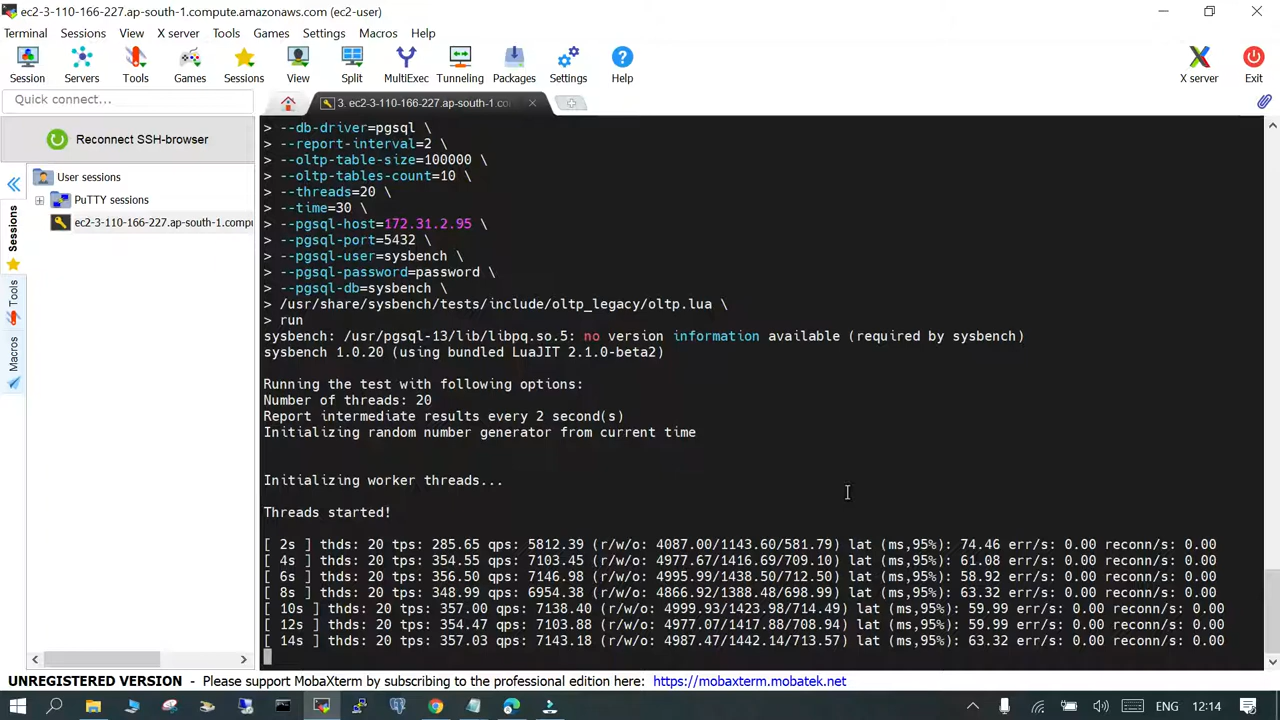 ec2-3-110-166-227.ap-south-1.compute.amazonaws.com (ec2-user)
Terminal Sessions View X server Tools Games Settings Macros Help
Session Servers Tools Games Sessions View Split MultiExec Tunneling Packages Settings Help X server Exit
Quick connect...
3. ec2-3-110-166-227.ap-south-1.co
Reconnect SSH-browser
User sessions
PuTTY sessions
ec2-3-110-166-227.ap-south-1.compu
Sessions
Tools
Macros
> --db-driver=pgsql \
> --report-interval=2 \
> --oltp-table-size=100000 \
> --oltp-tables-count=10 \
> --threads=20 \
> --time=30 \
> --pgsql-host=172.31.2.95 \
> --pgsql-port=5432 \
> --pgsql-user=sysbench \
> --pgsql-password=password \
> --pgsql-db=sysbench \
> /usr/share/sysbench/tests/include/oltp_legacy/oltp.lua \
> run
sysbench: /usr/pgsql-13/lib/libpq.so.5: no version information available (required by sysbench)
sysbench 1.0.20 (using bundled LuaJIT 2.1.0-beta2)
Running the test with following options:
Number of threads: 20
Report intermediate results every 2 second(s)
Initializing random number generator from current time
Initializing worker threads...
Threads started!
[ 2s ] thds: 20 tps: 285.65 qps: 5812.39 (r/w/o: 4087.00/1143.60/581.79) lat (ms,95%): 74.46 err/s: 0.00 reconn/s: 0.00
[ 4s ] thds: 20 tps: 354.55 qps: 7103.45 (r/w/o: 4977.67/1416.69/709.10) lat (ms,95%): 61.08 err/s: 0.00 reconn/s: 0.00
[ 6s ] thds: 20 tps: 356.50 qps: 7146.98 (r/w/o: 4995.99/1438.50/712.50) lat (ms,95%): 58.92 err/s: 0.00 reconn/s: 0.00
[ 8s ] thds: 20 tps: 348.99 qps: 6954.38 (r/w/o: 4866.92/1388.48/698.99) lat (ms,95%): 63.32 err/s: 0.00 reconn/s: 0.00
[ 10s ] thds: 20 tps: 357.00 qps: 7138.40 (r/w/o: 4999.93/1423.98/714.49) lat (ms,95%): 59.99 err/s: 0.00 reconn/s: 0.00
[ 12s ] thds: 20 tps: 354.47 qps: 7103.88 (r/w/o: 4977.07/1417.88/708.94) lat (ms,95%): 59.99 err/s: 0.00 reconn/s: 0.00
[ 14s ] thds: 20 tps: 357.03 qps: 7143.18 (r/w/o: 4987.47/1442.14/713.57) lat (ms,95%): 63.32 err/s: 0.00 reconn/s: 0.00
UNREGISTERED VERSION - Please support MobaXterm by subscribing to the professional edition here: https://mobaxterm.mobatek.net
ENG 12:14